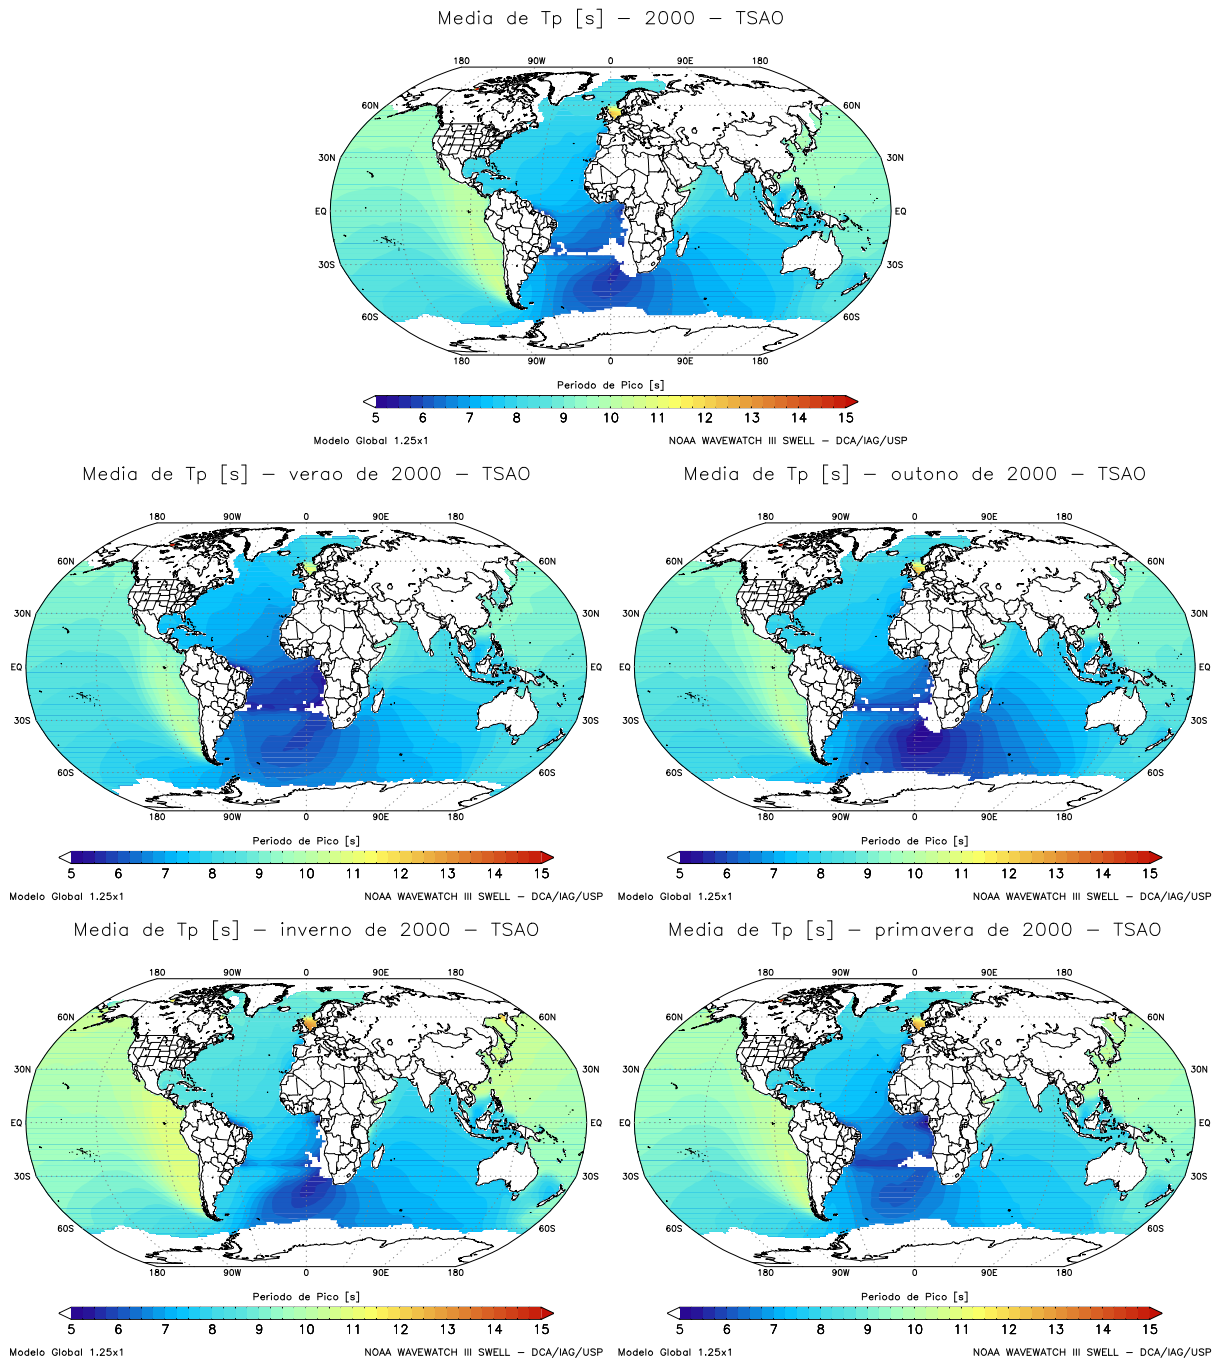 Media de Tp [s] – 2000 – TSAO
180 90W 0 90E 180
60N 60N
30N 30N
EQ EQ
30S 30S
60S 60S
180 90W 0 90E 180
Periodo de Pico [s]
5 6 7 8 9 10 11 12 13 14 15
Modelo Global 1.25x1 NOAA WAVEWATCH III SWELL – DCA/IAG/USP
Media de Tp [s] – verao de 2000 – TSAO
180 90W 0 90E 180
60N 60N
30N 30N
EQ EQ
30S 30S
60S 60S
180 90W 0 90E 180
Periodo de Pico [s]
5 6 7 8 9 10 11 12 13 14 15
Modelo Global 1.25x1 NOAA WAVEWATCH III SWELL – DCA/IAG/USP
Media de Tp [s] – outono de 2000 – TSAO
180 90W 0 90E 180
60N 60N
30N 30N
EQ EQ
30S 30S
60S 60S
180 90W 0 90E 180
Periodo de Pico [s]
5 6 7 8 9 10 11 12 13 14 15
Modelo Global 1.25x1 NOAA WAVEWATCH III SWELL – DCA/IAG/USP
Media de Tp [s] – inverno de 2000 – TSAO
180 90W 0 90E 180
60N 60N
30N 30N
EQ EQ
30S 30S
60S 60S
180 90W 0 90E 180
Periodo de Pico [s]
5 6 7 8 9 10 11 12 13 14 15
Modelo Global 1.25x1 NOAA WAVEWATCH III SWELL – DCA/IAG/USP
Media de Tp [s] – primavera de 2000 – TSAO
180 90W 0 90E 180
60N 60N
30N 30N
EQ EQ
30S 30S
60S 60S
180 90W 0 90E 180
Periodo de Pico [s]
5 6 7 8 9 10 11 12 13 14 15
Modelo Global 1.25x1 NOAA WAVEWATCH III SWELL – DCA/IAG/USP